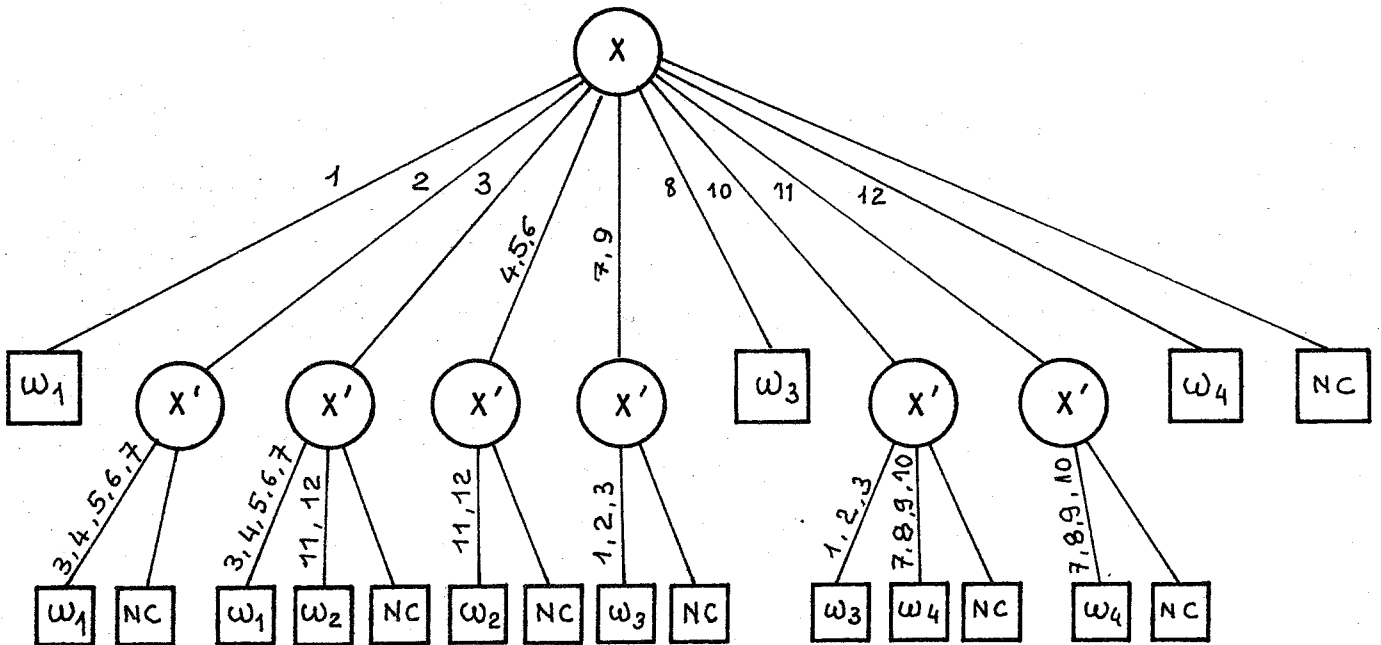 X
1 2 3 4,5,6 7,9 8 10 11 12
ω1 X' X' X' X' ω3 X' X' ω4 NC
3,4,5,6,7 3,4,5,6,7 11,12 11,12 1,2,3 1,2,3 7,8,9,10 7,8,9,10
ω1 NC ω1 ω2 NC ω2 NC ω3 NC ω3 ω4 NC ω4 NC